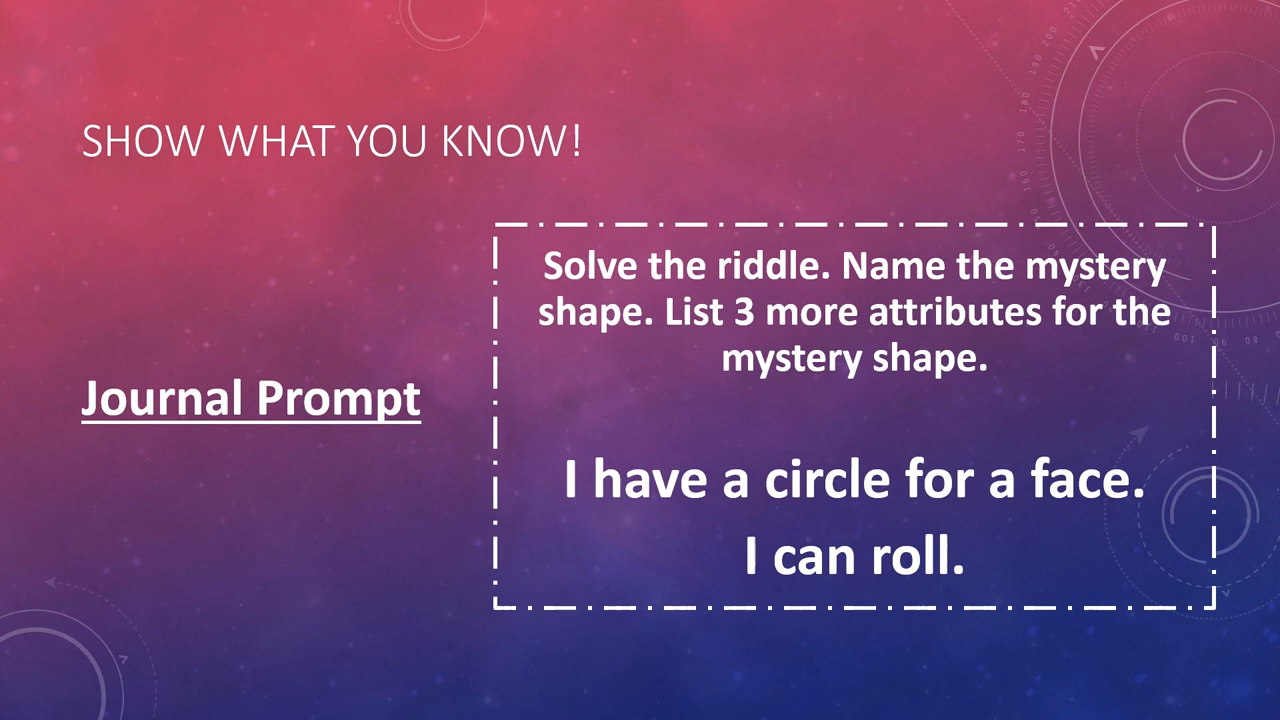 SHOW WHAT YOU KNOW!
Journal Prompt
Solve the riddle. Name the mystery
shape. List 3 more attributes for the
mystery shape.
I have a circle for a face.
I can roll.